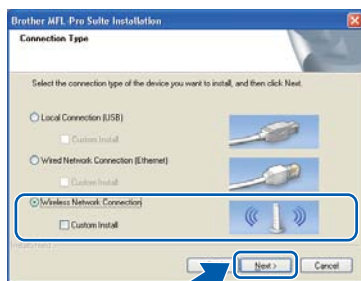 Brother MFL-Pro Suite Installation
Connection Type
Select the connection type of the device you want to install, and then click Next.
Local Connection (USB)
Custom Install
Wired Network Connection (Ethernet)
Custom Install
Wireless Network Connection
Custom Install
InstallShield
Next >
Cancel